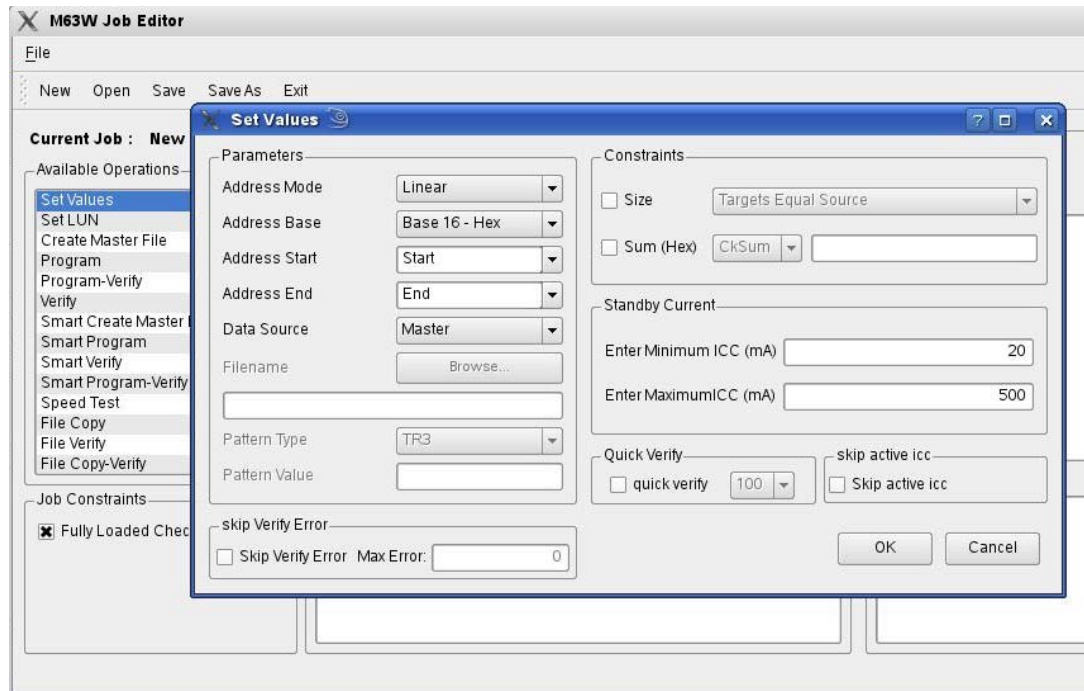 M63W Job Editor
File
New Open Save Save As Exit
Current Job : New
Available Operations
Set Values
Set LUN
Create Master File
Program
Program-Verify
Verify
Smart Create Master
Smart Program
Smart Verify
Smart Program-Verify
Speed Test
File Copy
File Verify
File Copy-Verify
Job Constraints
Fully Loaded Chec
Set Values
Parameters
Address Mode Linear
Address Base Base 16 - Hex
Address Start Start
Address End End
Data Source Master
Filename Browse...
Pattern Type TR3
Pattern Value
skip Verify Error
Skip Verify Error Max Error: 0
Constraints
Size Targets Equal Source
Sum (Hex) CkSum
Standby Current
Enter Minimum ICC (mA) 20
Enter MaximumICC (mA) 500
Quick Verify
quick verify 100
skip active icc
Skip active icc
OK Cancel